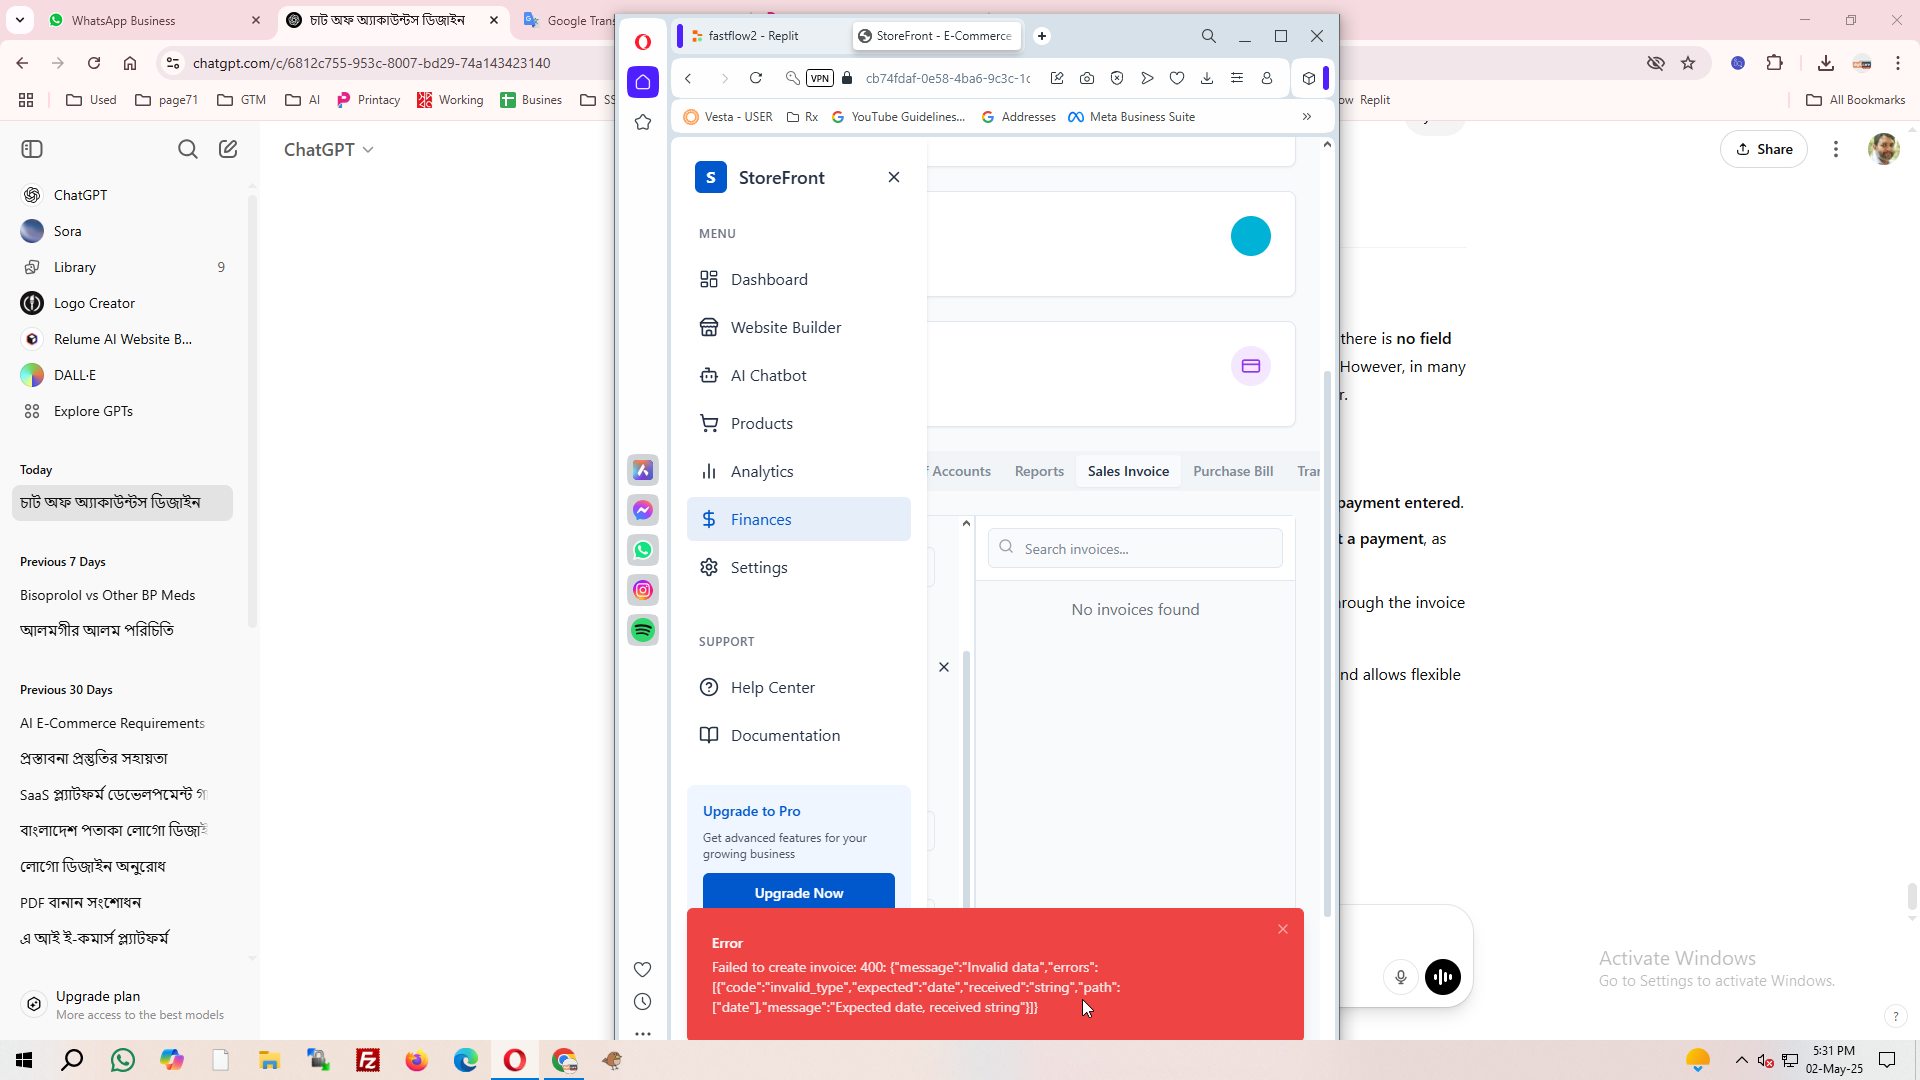 WhatsApp Business
চাট অফ অ্যাকাউন্টস ডিজাইন
Google Trans
chatgpt.com/c/6812c755-953c-8007-bd29-74a143423140
Used
page71
GTM
AI
Printacy
Working
Busines
SS
ow Replit
All Bookmarks
ChatGPT
Share
ChatGPT
Sora
Library
9
Logo Creator
Relume AI Website B...
DALL·E
Explore GPTs
Today
চাট অফ অ্যাকাউন্টস ডিজাইন
Previous 7 Days
Bisoprolol vs Other BP Meds
আলমগীর আলম পরিচিতি
Previous 30 Days
AI E-Commerce Requirements
প্রস্তাবনা প্রস্তুতির সহায়তা
SaaS প্ল্যাটফর্ম ডেভেলপমেন্ট গা
বাংলাদেশ পতাকা লোগো ডিজাই
লোগো ডিজাইন অনুরোধ
PDF বানান সংশোধন
এ আই ই-কমার্স প্ল্যাটফর্ম
Upgrade plan
More access to the best models
fastflow2 - Replit
StoreFront - E-Commerce
VPN
cb74fdaf-0e58-4ba6-9c3c-1c
Vesta - USER
Rx
YouTube Guidelines...
Addresses
Meta Business Suite
S
StoreFront
MENU
Dashboard
Website Builder
AI Chatbot
Products
Analytics
Finances
Settings
SUPPORT
Help Center
Documentation
Upgrade to Pro
Get advanced features for your
growing business
Upgrade Now
f Accounts
Reports
Sales Invoice
Purchase Bill
Tran
Search invoices...
No invoices found
Error
Failed to create invoice: 400: {"message":"Invalid data","errors":
[{"code":"invalid_type","expected":"date","received":"string","path":
["date"],"message":"Expected date, received string"}]}
there is no field
However, in many
r.
payment entered.
t a payment, as
rough the invoice
nd allows flexible
Activate Windows
Go to Settings to activate Windows.
?
5:31 PM
02-May-25